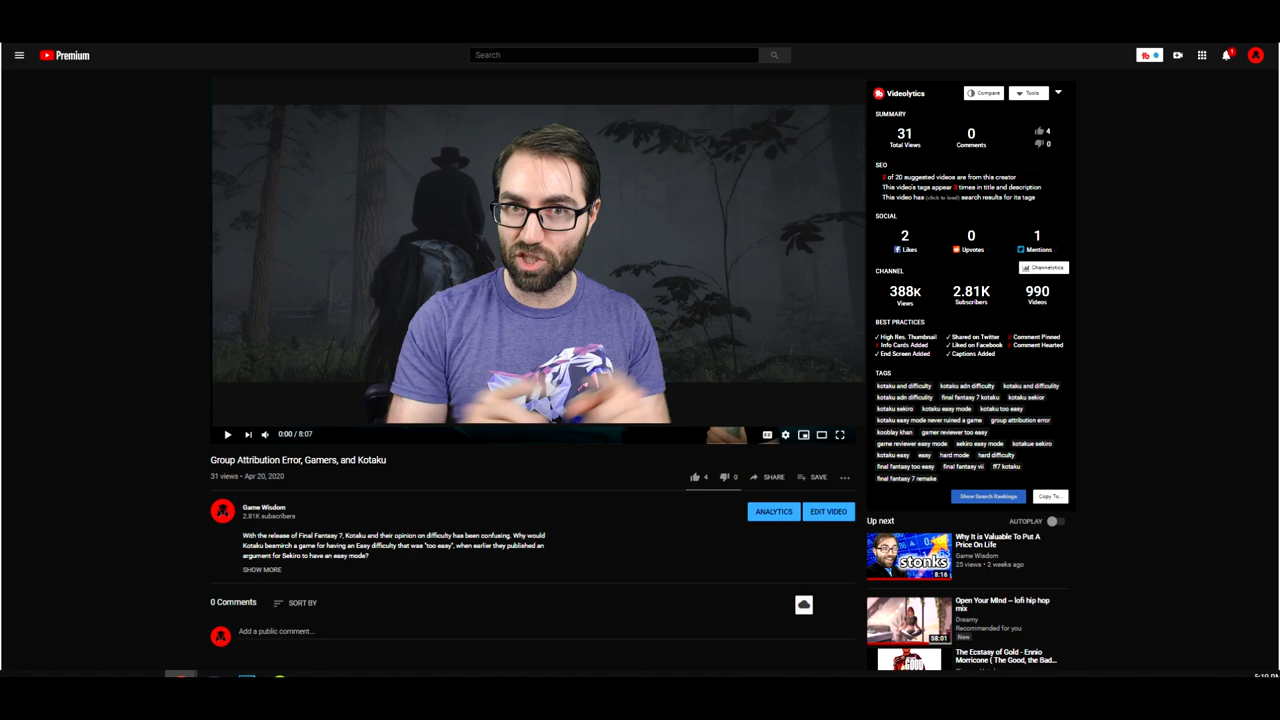 Premium
Search
1
Videolytics
Compare
Tools
SUMMARY
31
0
4
0
Total Views
Comments
SEO
2 of 20 suggested videos are from this creator
This video's tags appear 3 times in title and description
This video has (click to load) search results for its tags
SOCIAL
2
0
1
Likes
Upvotes
Mentions
Channelytics
CHANNEL
388K
2.81K
990
Views
Subscribers
Videos
BEST PRACTICES
✓ High Res. Thumbnail ✓ Shared on Twitter Comment Pinned
Info Cards Added ✓ Liked on Facebook Comment Hearted
✓ End Screen Added ✓ Captions Added
TAGS
kotaku and difficulty kotaku adn difficulty kotaku and difficulity
kotaku adn difficulity final fantasy 7 kotaku kotaku sekior
kotaku sekiro kotaku easy mode kotaku too easy
kotaku easy mode never ruined a game group attribution error
kooblay khan gamer reviewer too easy
game reviewer easy mode sekiro easy mode kotakue sekiro
kotaku easy easy hard mode hard difficulty
final fantasy too easy final fantasy vii ff7 kotaku
final fantasy 7 remake
Show Search Rankings
Copy To...
0:00 / 8:07
CC
Group Attribution Error, Gamers, and Kotaku
31 views • Apr 20, 2020
4
0
SHARE
SAVE
Game Wisdom
2.81K subscribers
ANALYTICS
EDIT VIDEO
With the release of Final Fantasy 7, Kotaku and their opinion on difficulty has been confusing. Why would
Kotaku besmirch a game for having an Easy difficulty that was "too easy", when earlier they published an
argument for Sekiro to have an easy mode?
SHOW MORE
0 Comments
SORT BY
Add a public comment...
Up next
AUTOPLAY
stonks
8:16
Why It is Valuable To Put A
Price On Life
Game Wisdom
25 views • 2 weeks ago
58:01
Open Your Mind ~ lofi hip hop
mix
Dreamy
Recommended for you
New
The Ecstasy of Gold - Ennio
Morricone ( The Good, the Bad...